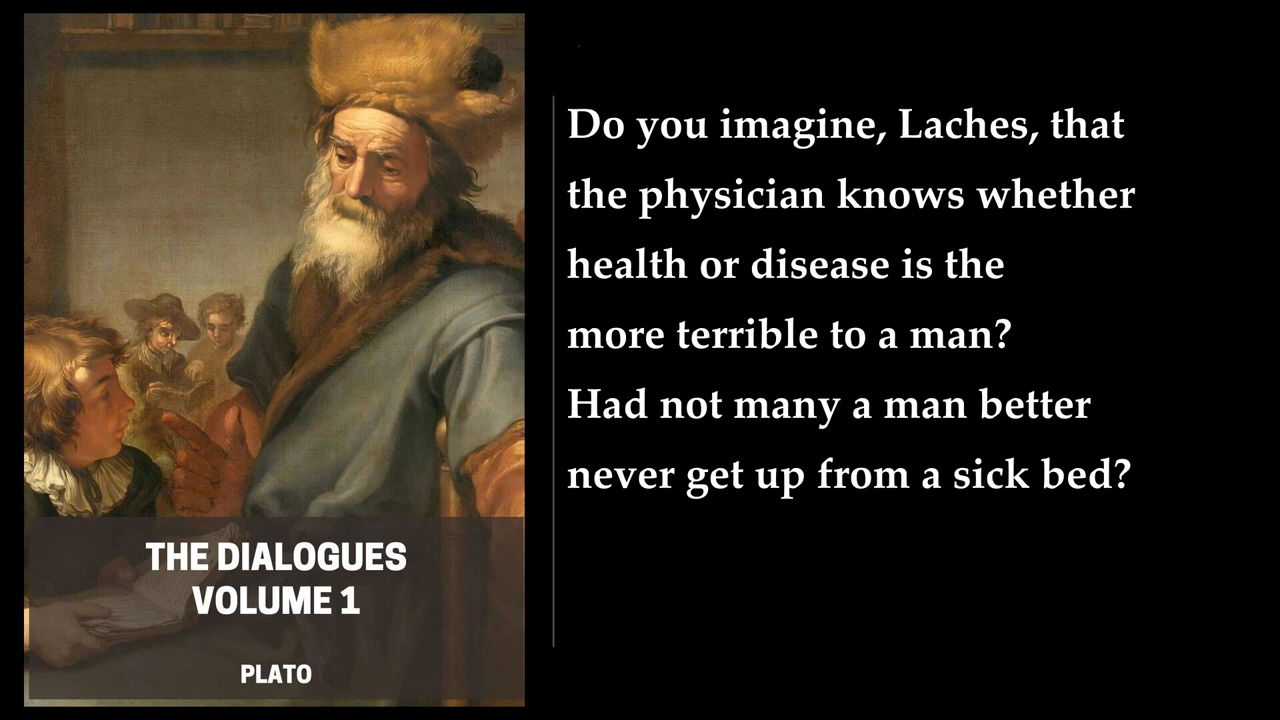 Do you imagine, Laches, that
the physician knows whether
health or disease is the
more terrible to a man?
Had not many a man better
never get up from a sick bed?
THE DIALOGUES
VOLUME 1
PLATO